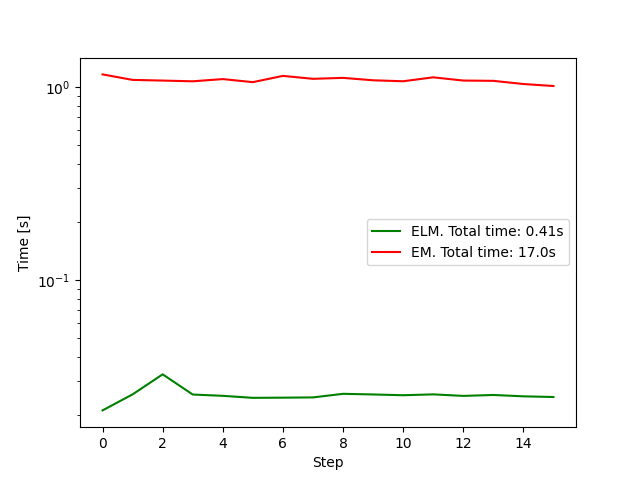 Time [s]
10⁰
10⁻¹
ELM. Total time: 0.41s
EM. Total time: 17.0s
0 2 4 6 8 10 12 14
Step